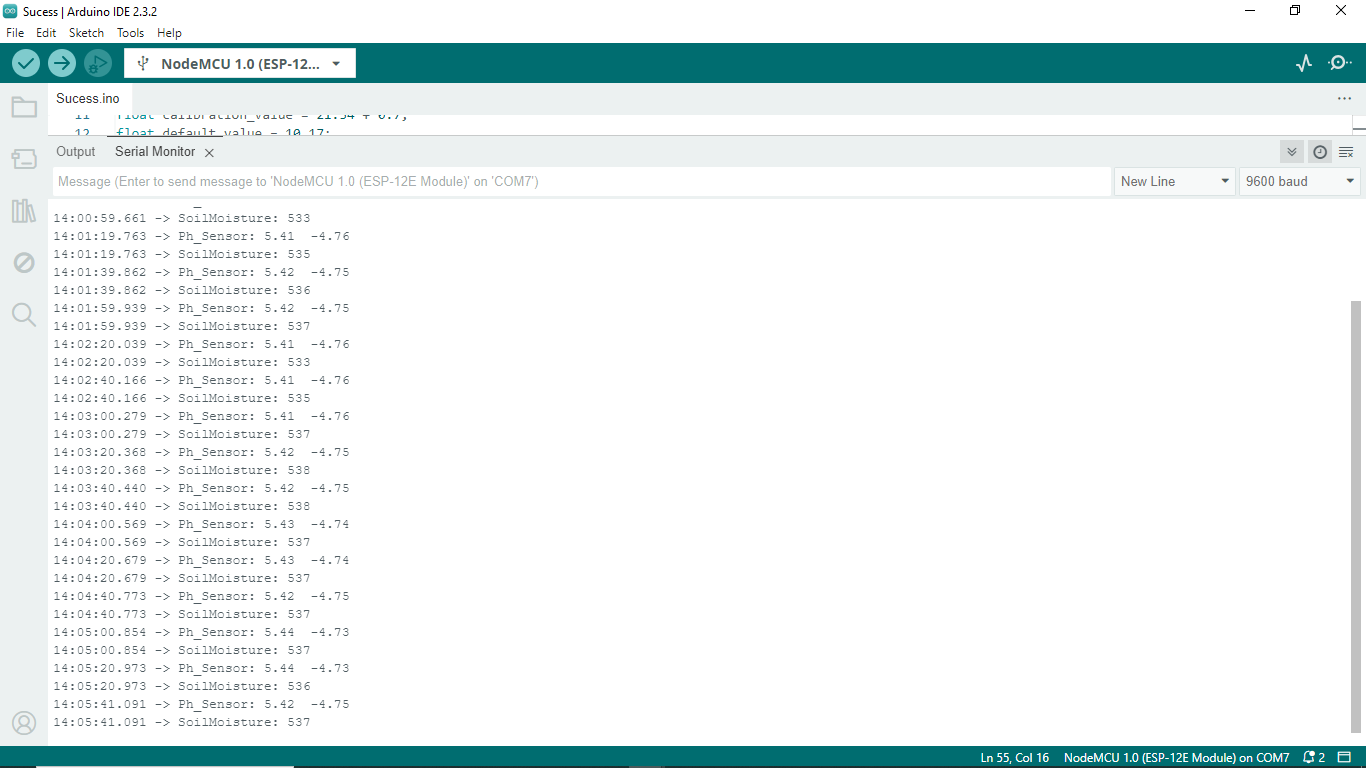 Sucess | Arduino IDE 2.3.2
File Edit Sketch Tools Help
NodeMCU 1.0 (ESP-12...
Sucess.ino
11 float calibration_value = 21.34 + 0.7;
12 float default_value = 10.17;
Output Serial Monitor
Message (Enter to send message to 'NodeMCU 1.0 (ESP-12E Module)' on 'COM7')
New Line
9600 baud
14:00:59.661 -> SoilMoisture: 533
14:01:19.763 -> Ph_Sensor: 5.41 -4.76
14:01:19.763 -> SoilMoisture: 535
14:01:39.862 -> Ph_Sensor: 5.42 -4.75
14:01:39.862 -> SoilMoisture: 536
14:01:59.939 -> Ph_Sensor: 5.42 -4.75
14:01:59.939 -> SoilMoisture: 537
14:02:20.039 -> Ph_Sensor: 5.41 -4.76
14:02:20.039 -> SoilMoisture: 533
14:02:40.166 -> Ph_Sensor: 5.41 -4.76
14:02:40.166 -> SoilMoisture: 535
14:03:00.279 -> Ph_Sensor: 5.41 -4.76
14:03:00.279 -> SoilMoisture: 537
14:03:20.368 -> Ph_Sensor: 5.42 -4.75
14:03:20.368 -> SoilMoisture: 538
14:03:40.440 -> Ph_Sensor: 5.42 -4.75
14:03:40.440 -> SoilMoisture: 538
14:04:00.569 -> Ph_Sensor: 5.43 -4.74
14:04:00.569 -> SoilMoisture: 537
14:04:20.679 -> Ph_Sensor: 5.43 -4.74
14:04:20.679 -> SoilMoisture: 537
14:04:40.773 -> Ph_Sensor: 5.42 -4.75
14:04:40.773 -> SoilMoisture: 537
14:05:00.854 -> Ph_Sensor: 5.44 -4.73
14:05:00.854 -> SoilMoisture: 537
14:05:20.973 -> Ph_Sensor: 5.44 -4.73
14:05:20.973 -> SoilMoisture: 536
14:05:41.091 -> Ph_Sensor: 5.42 -4.75
14:05:41.091 -> SoilMoisture: 537
Ln 55, Col 16 NodeMCU 1.0 (ESP-12E Module) on COM7 2